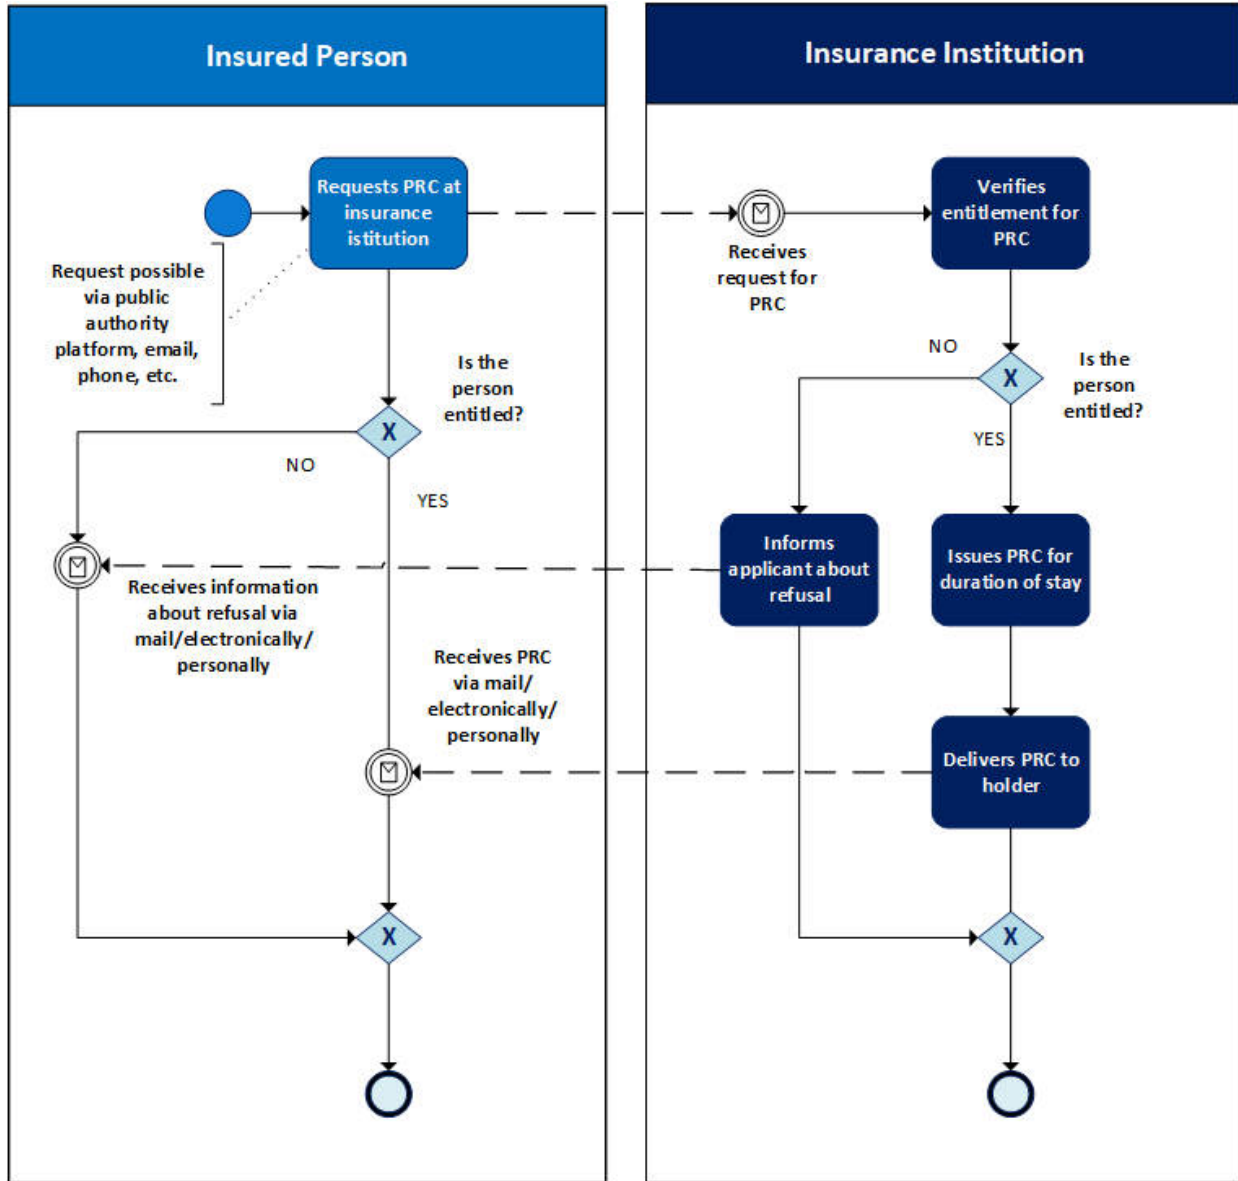 Insured Person
Insurance Institution
Requests PRC at
insurance
istitution
Verifies
entitlement for
PRC
Receives
request for
PRC
Request possible
via public
authority
platform, email,
phone, etc.
Is the
person
entitled?
X
NO
YES
NO
X
Is the
person
entitled?
YES
Informs
applicant about
refusal
Issues PRC for
duration of stay
Receives information
about refusal via
mail/electronically/
personally
Receives PRC
via mail/
electronically/
personally
Delivers PRC to
holder
X
X